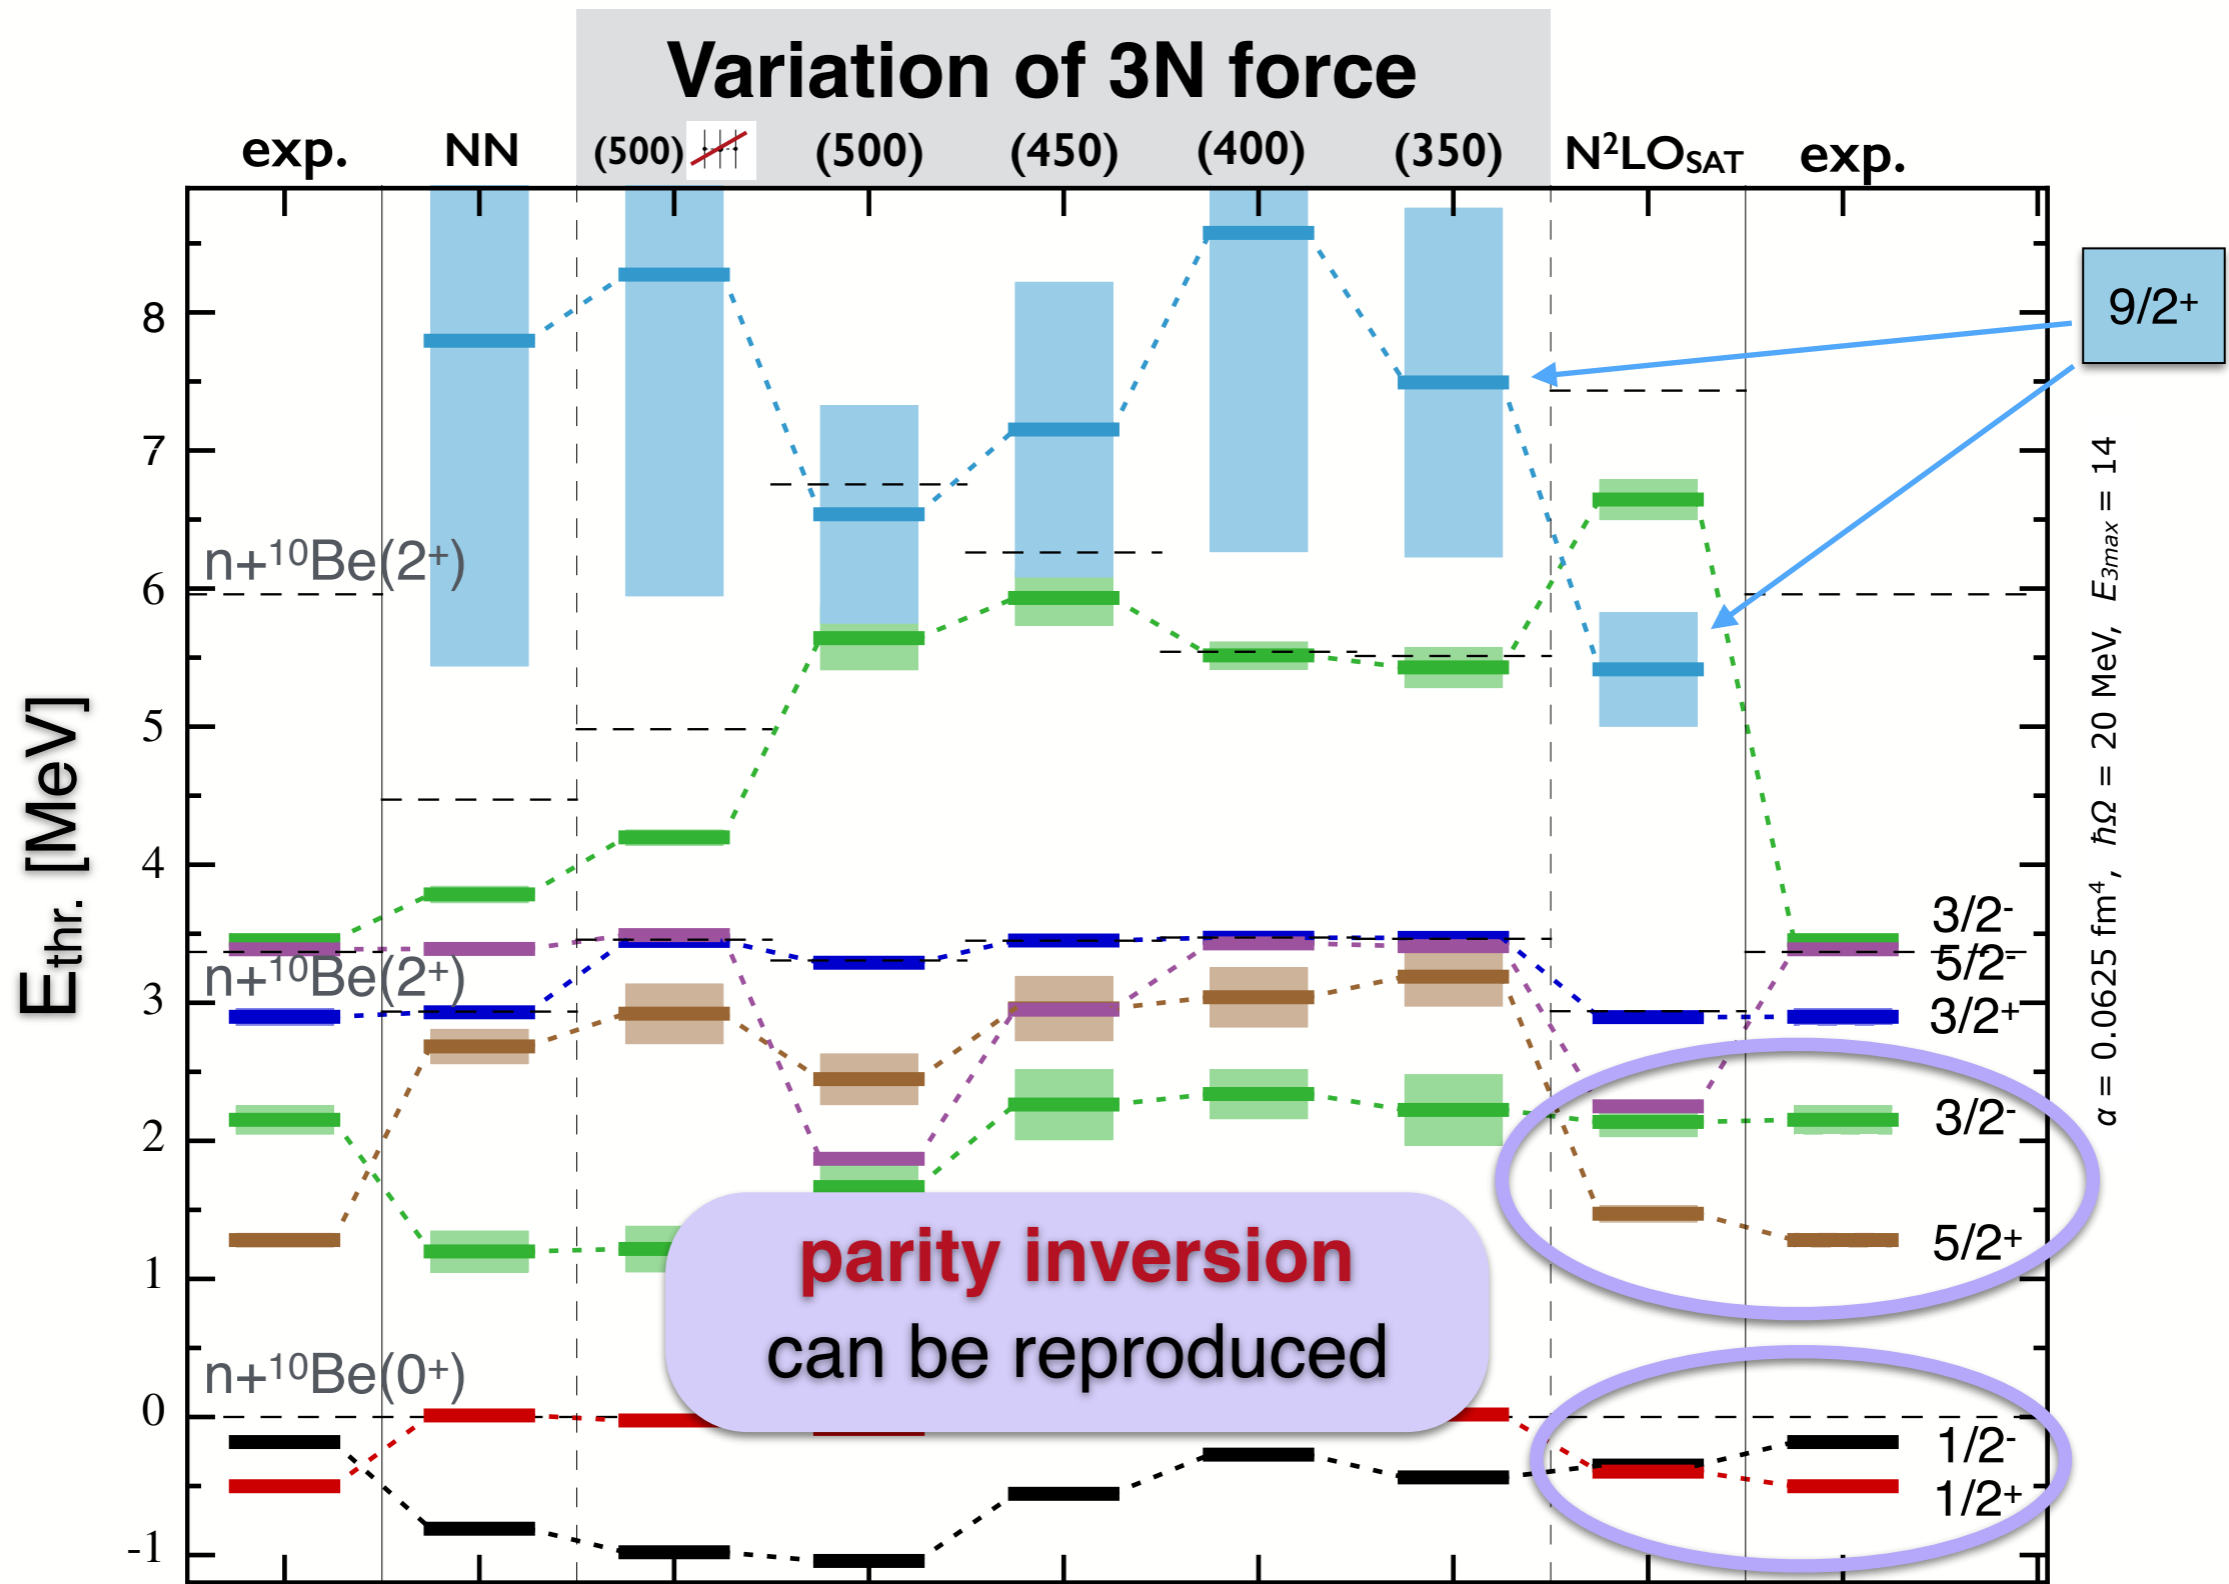 Variation of 3N force
exp. NN (500) (500) (450) (400) (350) N²LOSAT exp.
8
7
6
5
4
3
2
1
0
-1
Ethr. [MeV]
n+¹⁰Be(2⁺)
n+¹⁰Be(2⁺)
n+¹⁰Be(0⁺)
9/2⁺
3/2⁻
5/2⁻
3/2⁺
3/2⁻
5/2⁺
1/2⁻
1/2⁺
parity inversion
can be reproduced
α = 0.0625 fm⁴, ℏΩ = 20 MeV, E3max = 14